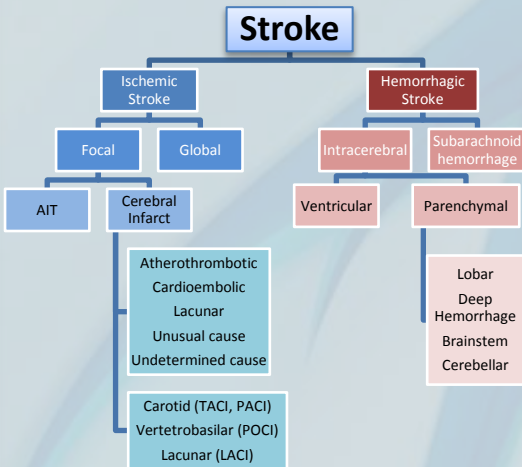 Stroke
Ischemic
Stroke
Hemorrhagic
Stroke
Focal
Global
Intracerebral
Subarachnoid
hemorrhage
AIT
Cerebral
Infarct
Ventricular
Parenchymal
Atherothrombotic
Cardioembolic
Lacunar
Unusual cause
Undetermined cause
Lobar
Deep
Hemorrhage
Brainstem
Cerebellar
Carotid (TACI, PACI)
Vertetrobasilar (POCI)
Lacunar (LACI)